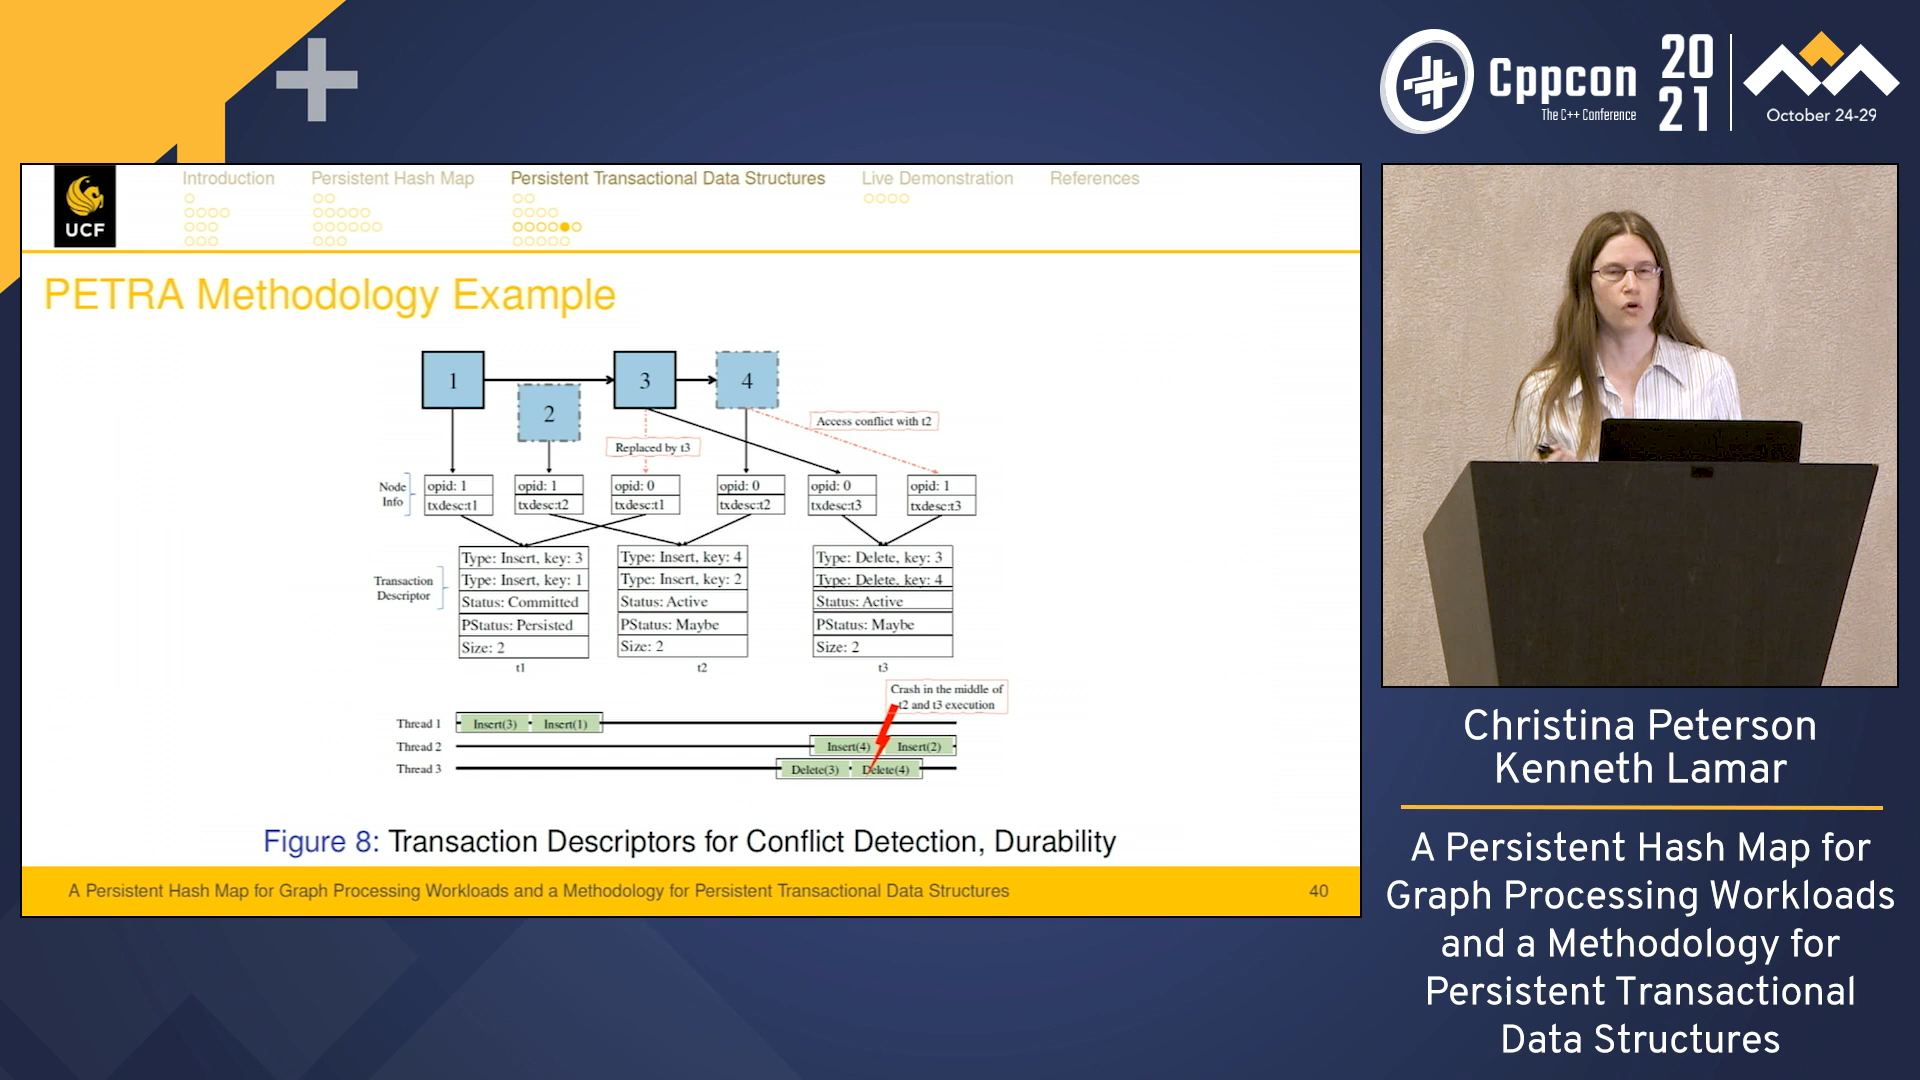 Cppcon
The C++ Conference
20
21
October 24-29
UCF
Introduction
Persistent Hash Map
Persistent Transactional Data Structures
Live Demonstration
References
PETRA Methodology Example
1
3
4
2
Access conflict with t2
Replaced by t3
Node
Info
opid: 1
txdesc:t1
opid: 1
txdesc:t2
opid: 0
txdesc:t1
opid: 0
txdesc:t2
opid: 0
txdesc:t3
opid: 1
txdesc:t3
Transaction
Descriptor
Type: Insert, key: 3
Type: Insert, key: 1
Status: Committed
PStatus: Persisted
Size: 2
t1
Type: Insert, key: 4
Type: Insert, key: 2
Status: Active
PStatus: Maybe
Size: 2
t2
Type: Delete, key: 3
Type: Delete, key: 4
Status: Active
PStatus: Maybe
Size: 2
t3
Crash in the middle of
t2 and t3 execution
Thread 1
Insert(3)
Insert(1)
Thread 2
Insert(4)
Insert(2)
Thread 3
Delete(3)
Delete(4)
Figure 8: Transaction Descriptors for Conflict Detection, Durability
A Persistent Hash Map for Graph Processing Workloads and a Methodology for Persistent Transactional Data Structures
40
Christina Peterson
Kenneth Lamar
A Persistent Hash Map for
Graph Processing Workloads
and a Methodology for
Persistent Transactional
Data Structures